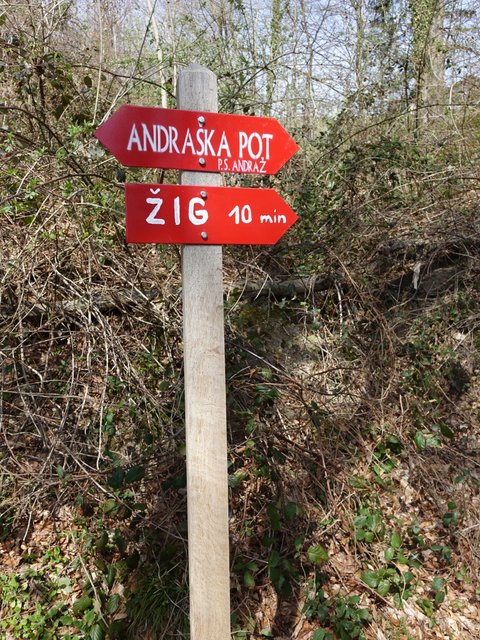 ANDRAŠKA POT
P.S. ANDRAŽ
ŽIG 10 min